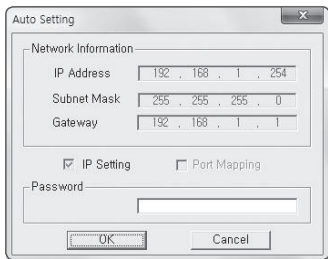 Auto Setting
Network Information
IP Address 192 . 168 . 1 . 254
Subnet Mask 255 . 255 . 255 . 0
Gateway 192 . 168 . 1 . 1
IP Setting Port Mapping
Password
OK Cancel